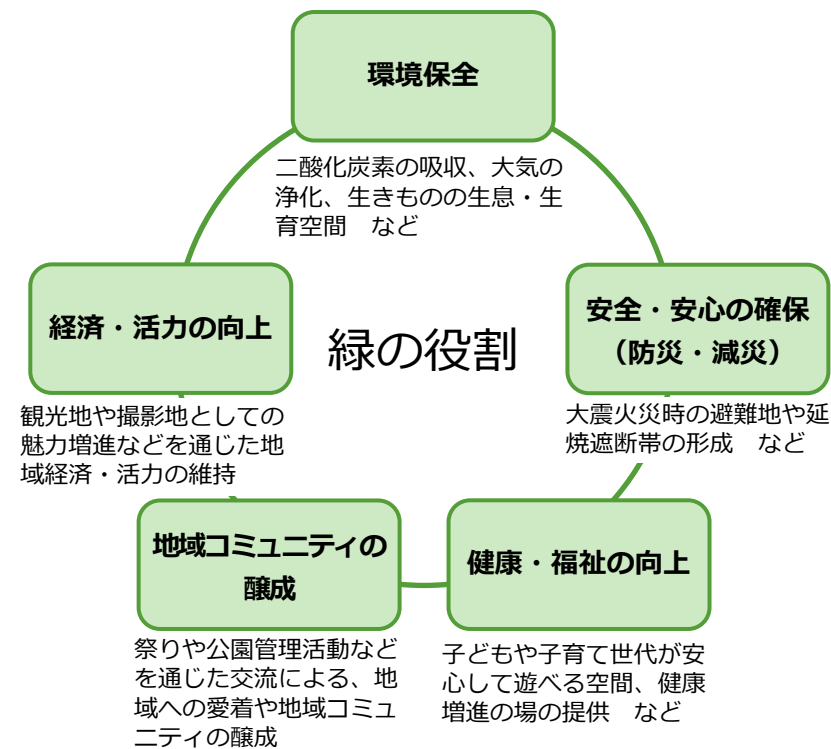 環境保全
二酸化炭素の吸収、大気の
浄化、生きものの生息・生
育空間　など
経済・活力の向上
観光地や撮影地としての
魅力増進などを通じた地
域経済・活力の維持
緑の役割
安全・安心の確保
（防災・減災）
大震火災時の避難地や延
焼遮断帯の形成　など
地域コミュニティの
醸成
祭りや公園管理活動など
を通じた交流による、地
域への愛着や地域コミュ
ニティの醸成
健康・福祉の向上
子どもや子育て世代が安
心して遊べる空間、健康
増進の場の提供　など